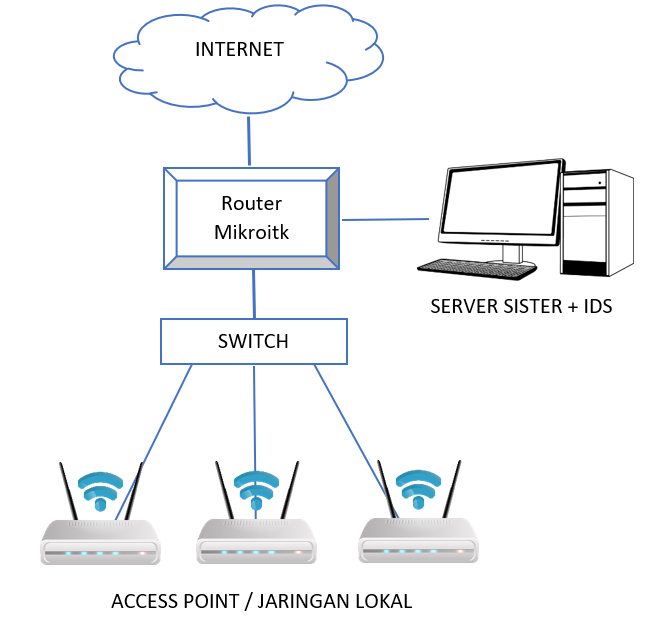 INTERNET
Router
Mikroitk
SERVER SISTER + IDS
SWITCH
ACCESS POINT / JARINGAN LOKAL